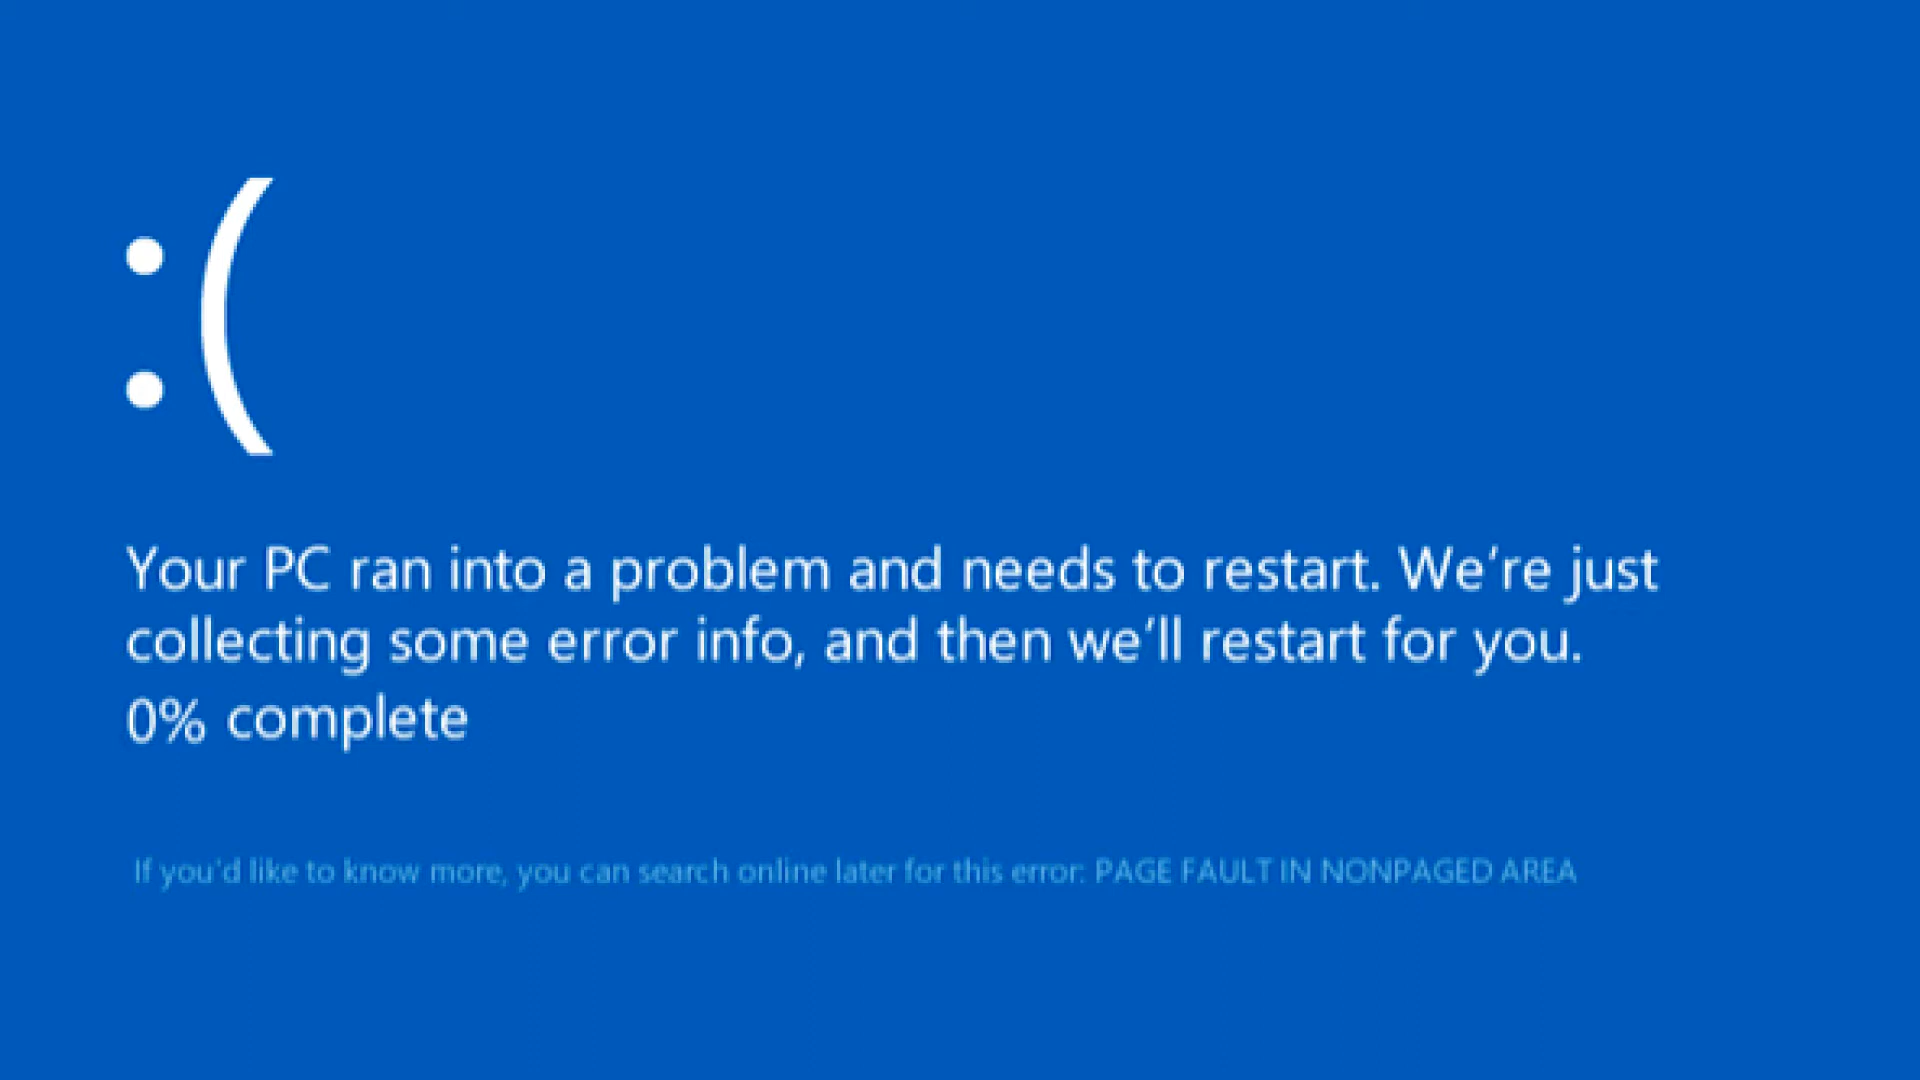 :(
Your PC ran into a problem and needs to restart. We're just
collecting some error info, and then we'll restart for you.
0% complete
If you'd like to know more, you can search online later for this error: PAGE FAULT IN NONPAGED AREA